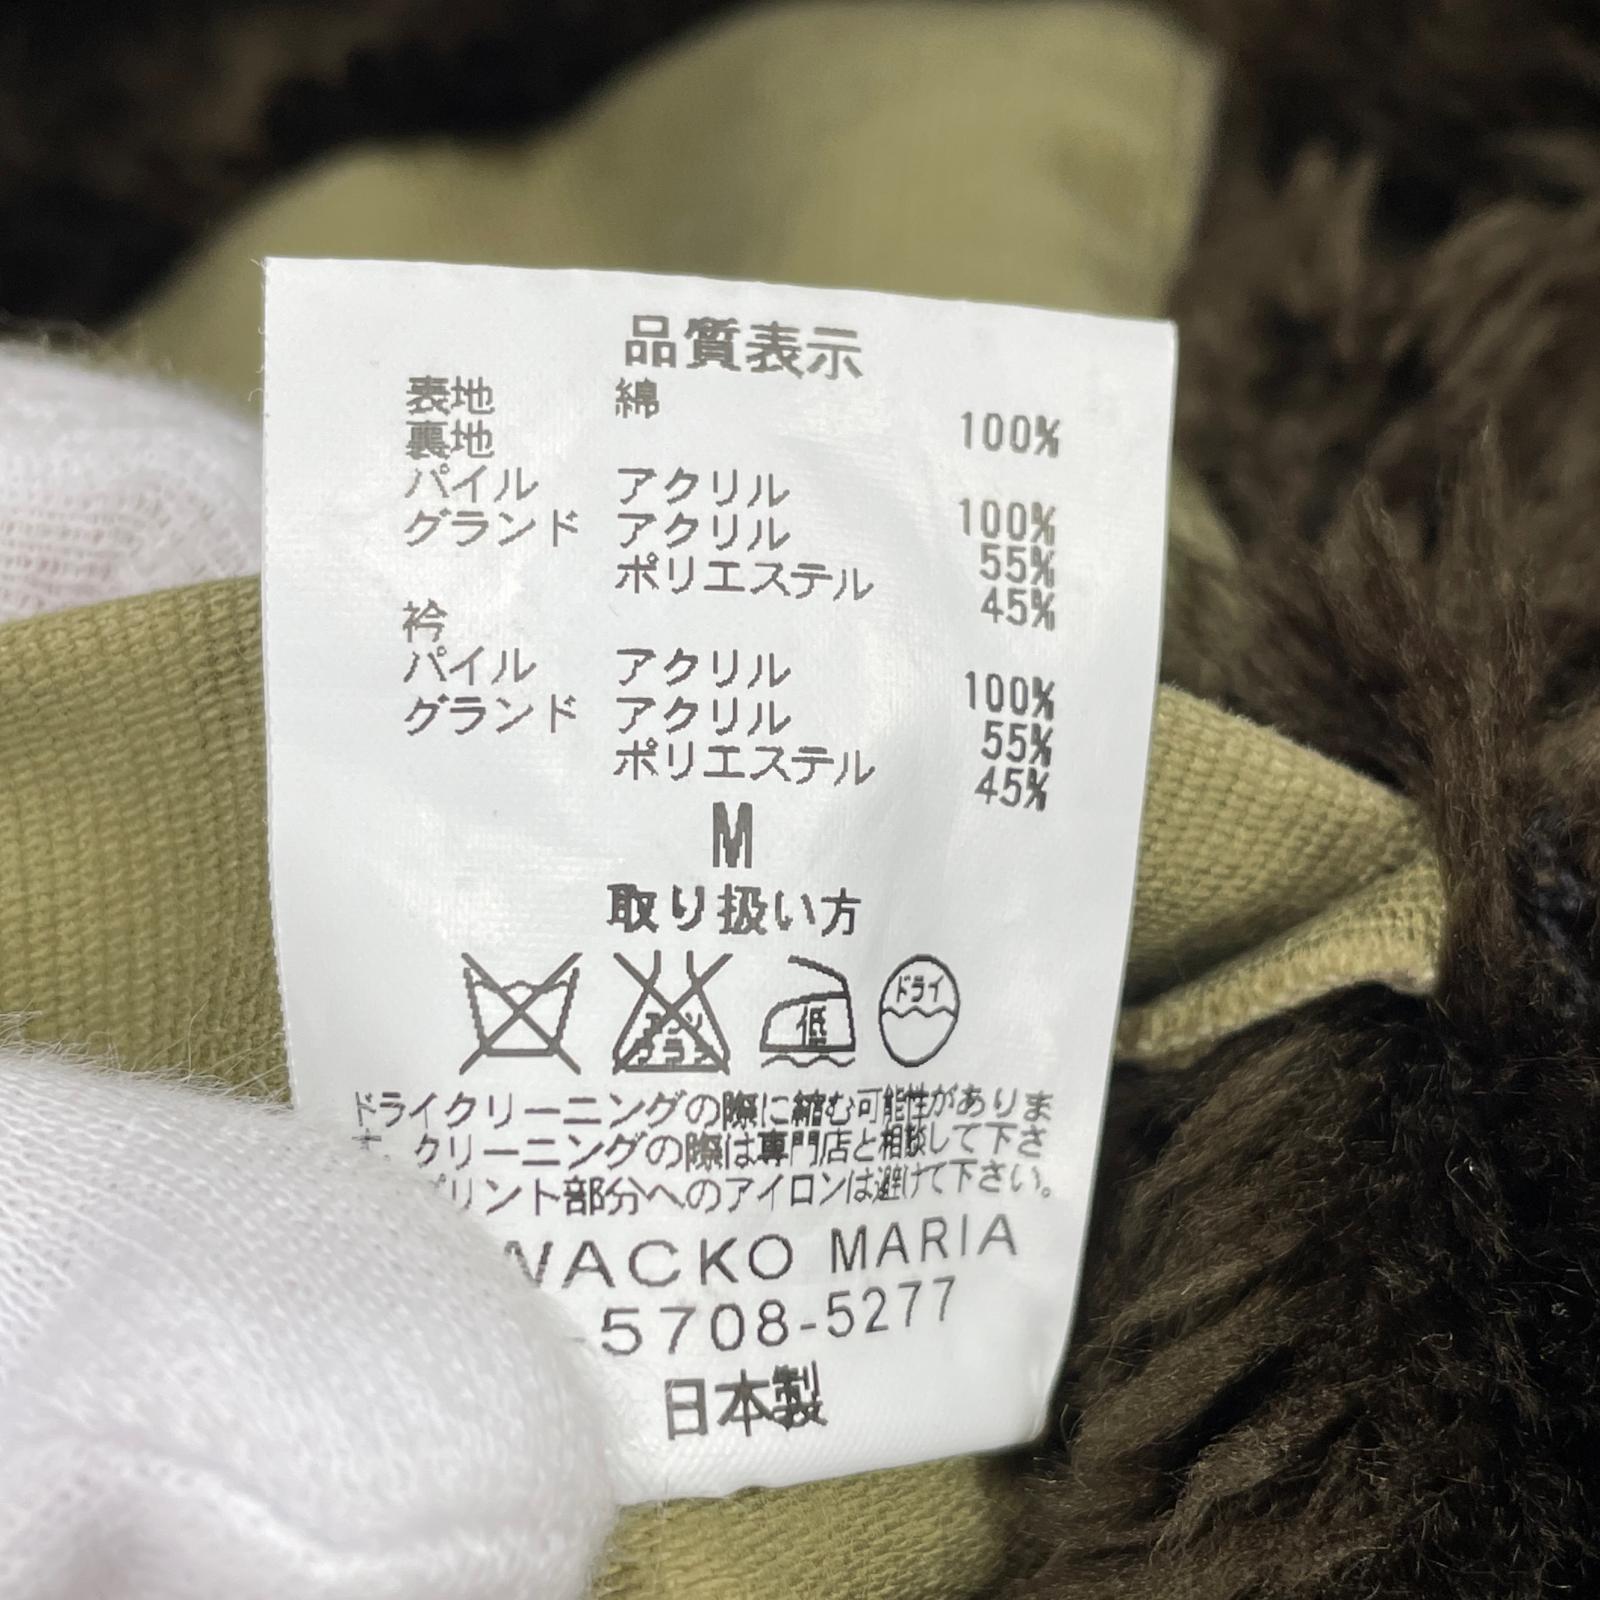 品質表示
表地 綿 100%
裏地
パイル アクリル 100%
グランド アクリル 55%
ポリエステル 45%
衿
パイル アクリル 100%
グランド アクリル 55%
ポリエステル 45%
M
取り扱い方
エンソ サラシ 低 ドライ
ドライクリーニングの際に縮む可能性がありま
す。クリーニングの際は専門店と相談して下さ
プリント部分へのアイロンは避けて下さい。
WACKO MARIA
-5708-5277
日本製